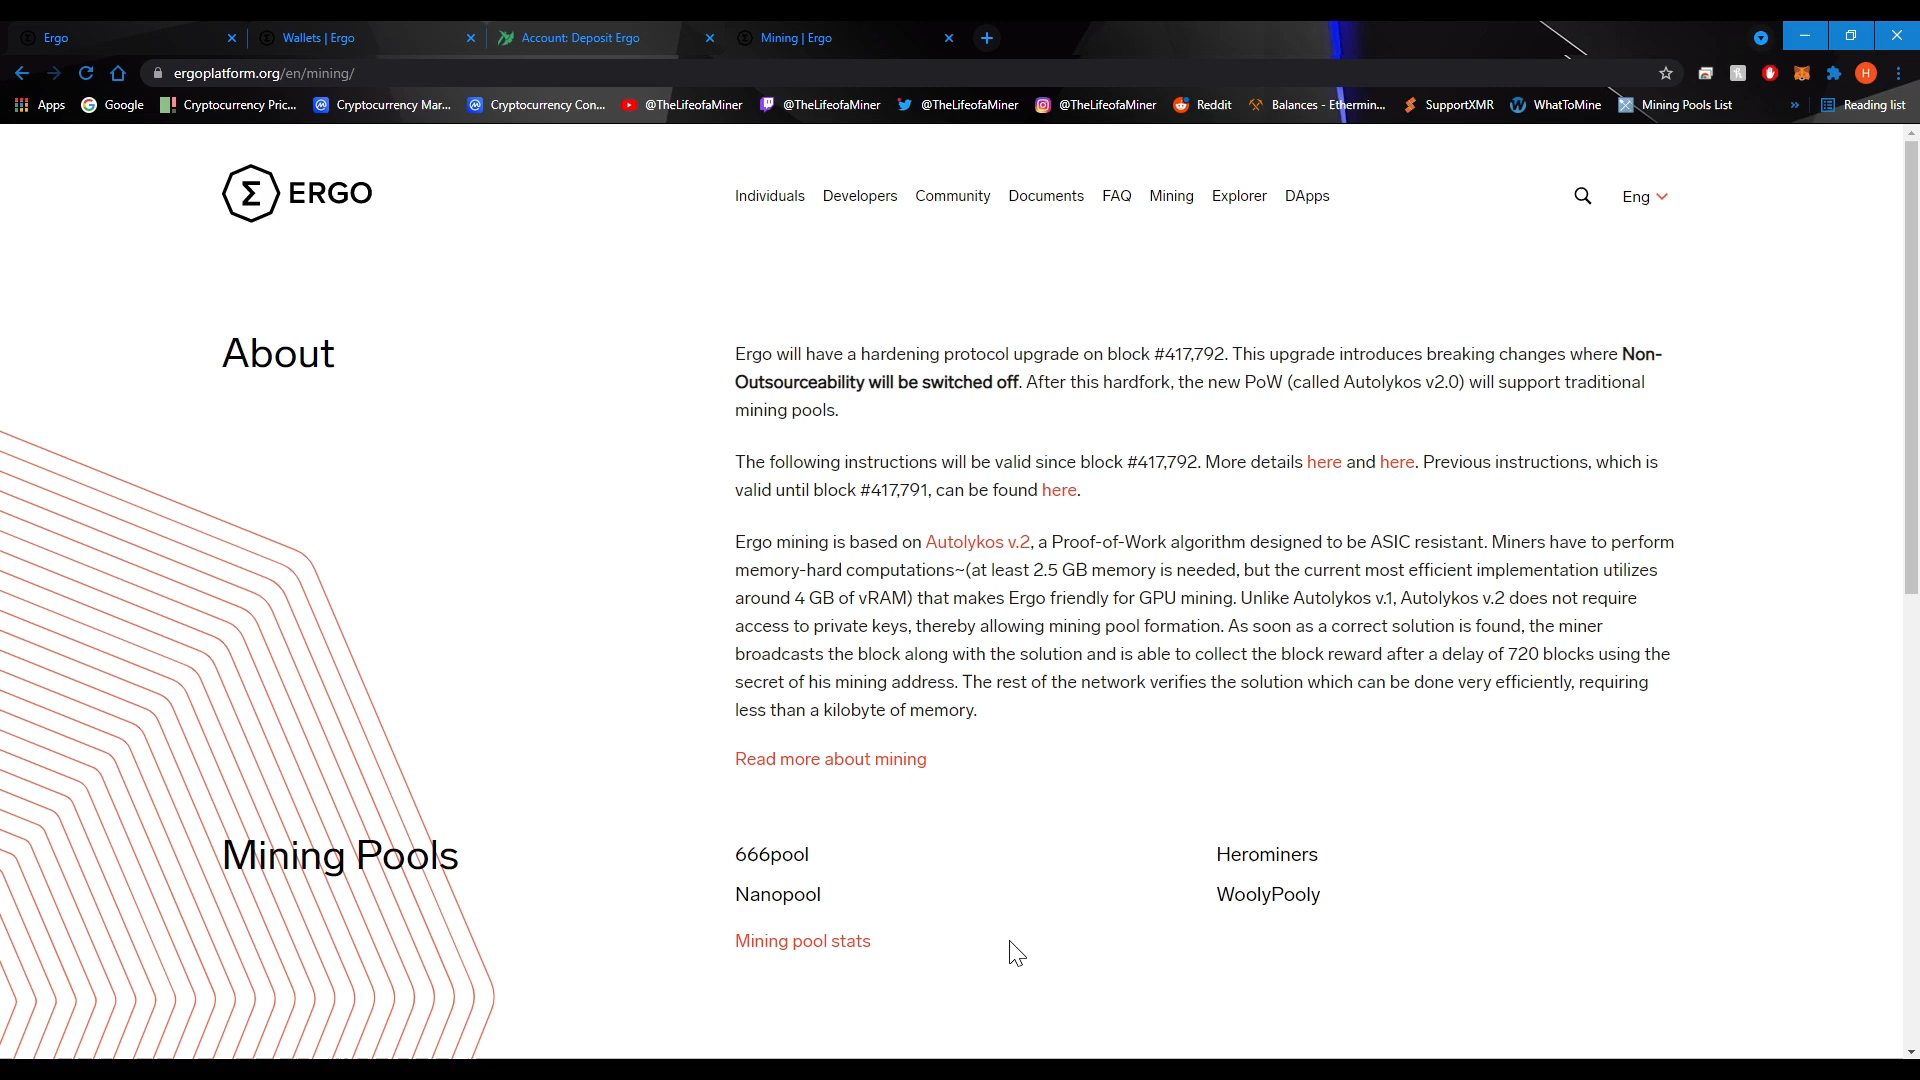 Ergo
Wallets | Ergo
Account: Deposit Ergo
Mining | Ergo
ergoplatform.org/en/mining/
H
Apps
Google
Cryptocurrency Pric...
Cryptocurrency Mar...
Cryptocurrency Con...
@TheLifeofaMiner
@TheLifeofaMiner
@TheLifeofaMiner
@TheLifeofaMiner
Reddit
Balances - Ethermin...
SupportXMR
WhatToMine
Mining Pools List
»
Reading list
Σ ERGO
Individuals
Developers
Community
Documents
FAQ
Mining
Explorer
DApps
Eng
About
Ergo will have a hardening protocol upgrade on block #417,792. This upgrade introduces breaking changes where Non-
Outsourceability will be switched off. After this hardfork, the new PoW (called Autolykos v2.0) will support traditional
mining pools.
The following instructions will be valid since block #417,792. More details here and here. Previous instructions, which is
valid until block #417,791, can be found here.
Ergo mining is based on Autolykos v.2, a Proof-of-Work algorithm designed to be ASIC resistant. Miners have to perform
memory-hard computations~(at least 2.5 GB memory is needed, but the current most efficient implementation utilizes
around 4 GB of vRAM) that makes Ergo friendly for GPU mining. Unlike Autolykos v.1, Autolykos v.2 does not require
access to private keys, thereby allowing mining pool formation. As soon as a correct solution is found, the miner
broadcasts the block along with the solution and is able to collect the block reward after a delay of 720 blocks using the
secret of his mining address. The rest of the network verifies the solution which can be done very efficiently, requiring
less than a kilobyte of memory.
Read more about mining
Mining Pools
666pool
Herominers
Nanopool
WoolyPooly
Mining pool stats